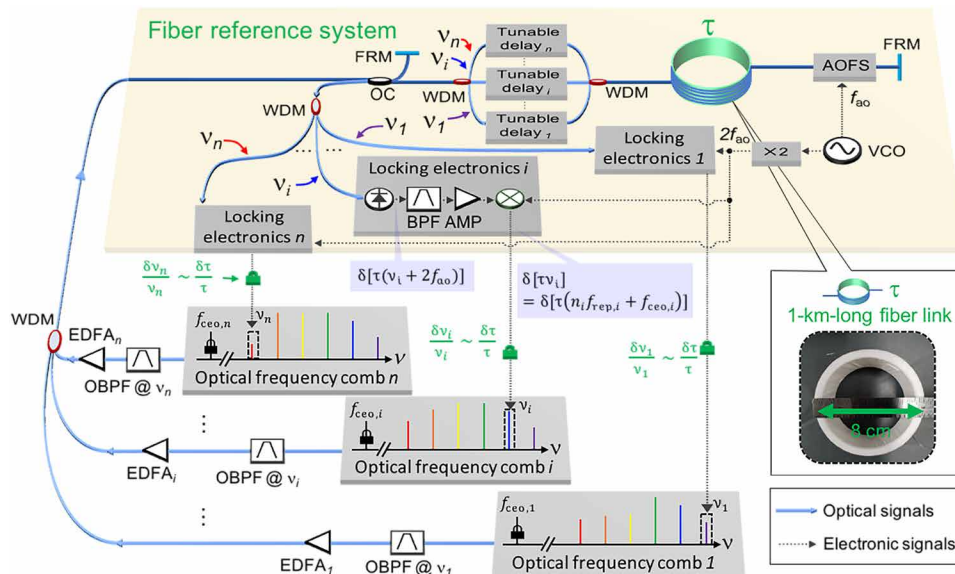 Fiber reference system
FRM
OC
WDM
ν_n
ν_i
ν_1
WDM
Tunable
delay_n
Tunable
delay_i
Tunable
delay_1
WDM
τ
AOFS
FRM
f_ao
2f_ao
×2
VCO
ν_n
ν_i
ν_1
... ...
Locking
electronics 1
Locking electronics i
BPF AMP
Locking
electronics n
δ[τ(ν_i + 2f_ao)]
δ[τν_i]
= δ[τ(n_i f_rep,i + f_ceo,i)]
δν_n/ν_n ~ δτ/τ
δν_i/ν_i ~ δτ/τ
δν_1/ν_1 ~ δτ/τ
WDM
EDFA_n
OBPF @ ν_n
f_ceo,n
ν_n
ν
Optical frequency comb n
EDFA_i
OBPF @ ν_i
f_ceo,i
ν_i
ν
Optical frequency comb i
EDFA_1
OBPF @ ν_1
f_ceo,1
ν_1
ν
Optical frequency comb 1
τ
1-km-long fiber link
8 cm
Optical signals
Electronic signals